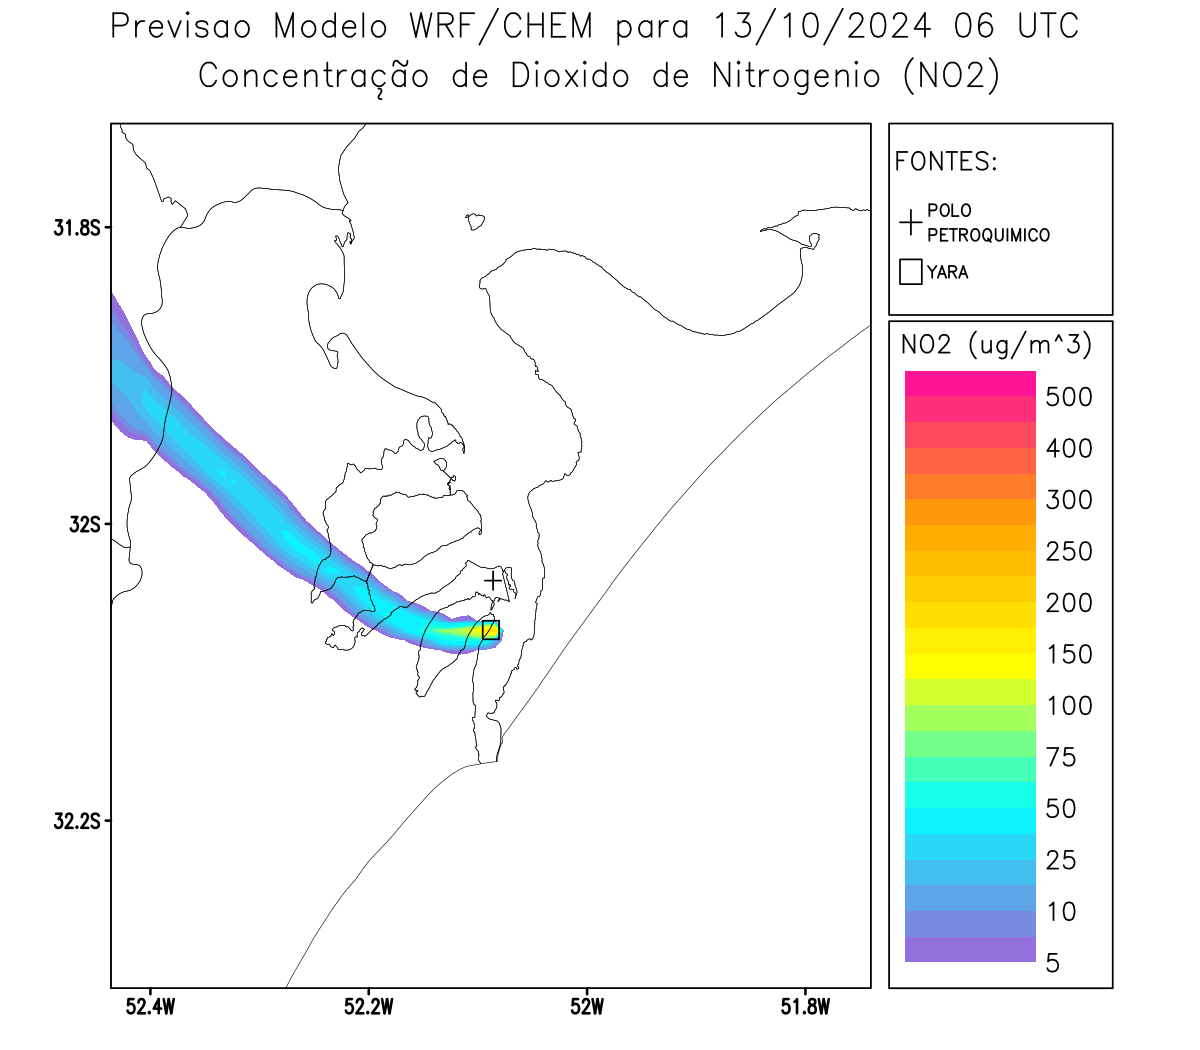 Previsao Modelo WRF/CHEM para 13/10/2024 06 UTC
Concentração de Dioxido de Nitrogenio (NO2)
FONTES:
POLO
PETROQUIMICO
YARA
NO2 (ug/m^3)
500
400
300
250
200
150
100
75
50
25
10
5
31.8S
32S
32.2S
52.4W
52.2W
52W
51.8W